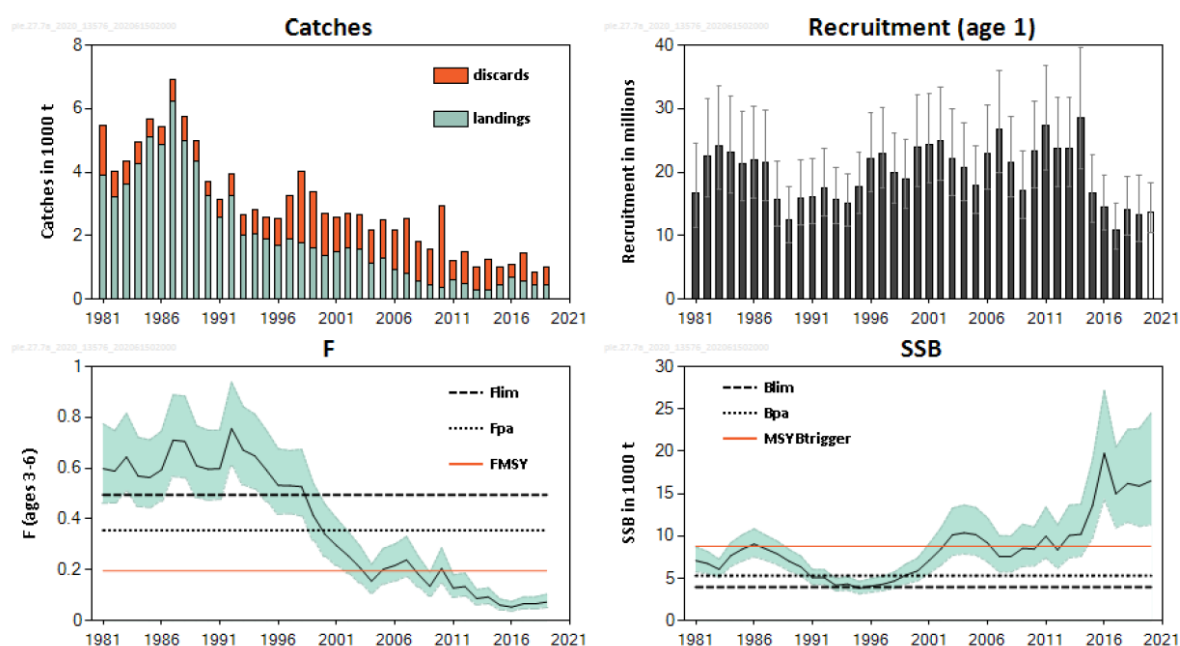 ple.27.7e_2020_13576_202061502000
Catches
Catches in 1000 t
8
6
4
2
0
discards
landings
1981 1986 1991 1996 2001 2006 2011 2016 2021
ple.27.7e_2020_13576_202061502000
Recruitment (age 1)
Recruitment in millions
40
30
20
10
0
1981 1986 1991 1996 2001 2006 2011 2016 2021
ple.27.7e_2020_13576_202061502000
F
F (ages 3-6)
1
0.8
0.6
0.4
0.2
0
Flim
Fpa
FMSY
1981 1986 1991 1996 2001 2006 2011 2016 2021
ple.27.7e_2020_13576_202061502000
SSB
SSB in 1000 t
30
25
20
15
10
5
0
Blim
Bpa
MSYBtrigger
1981 1986 1991 1996 2001 2006 2011 2016 2021